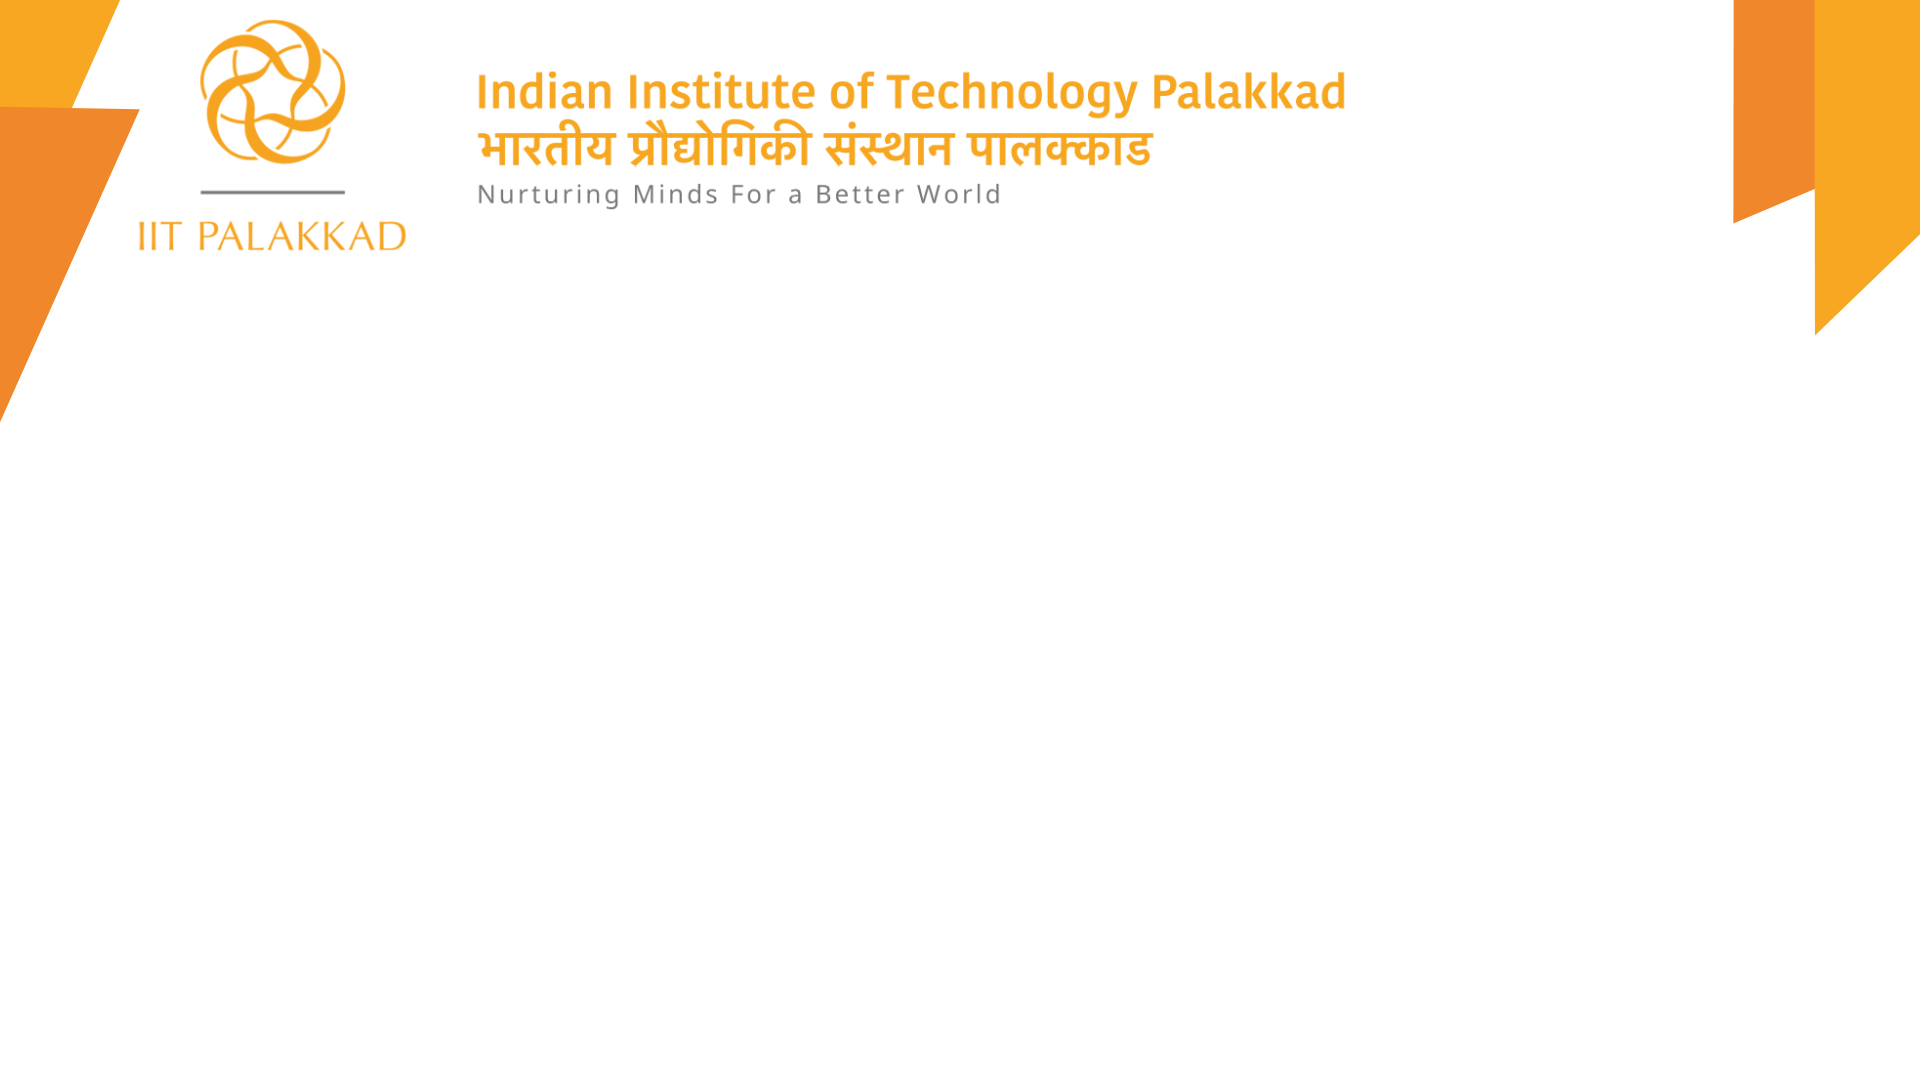 IIT PALAKKAD
Indian Institute of Technology Palakkad
भारतीय प्रौद्योगिकी संस्थान पालक्काड
Nurturing Minds For a Better World